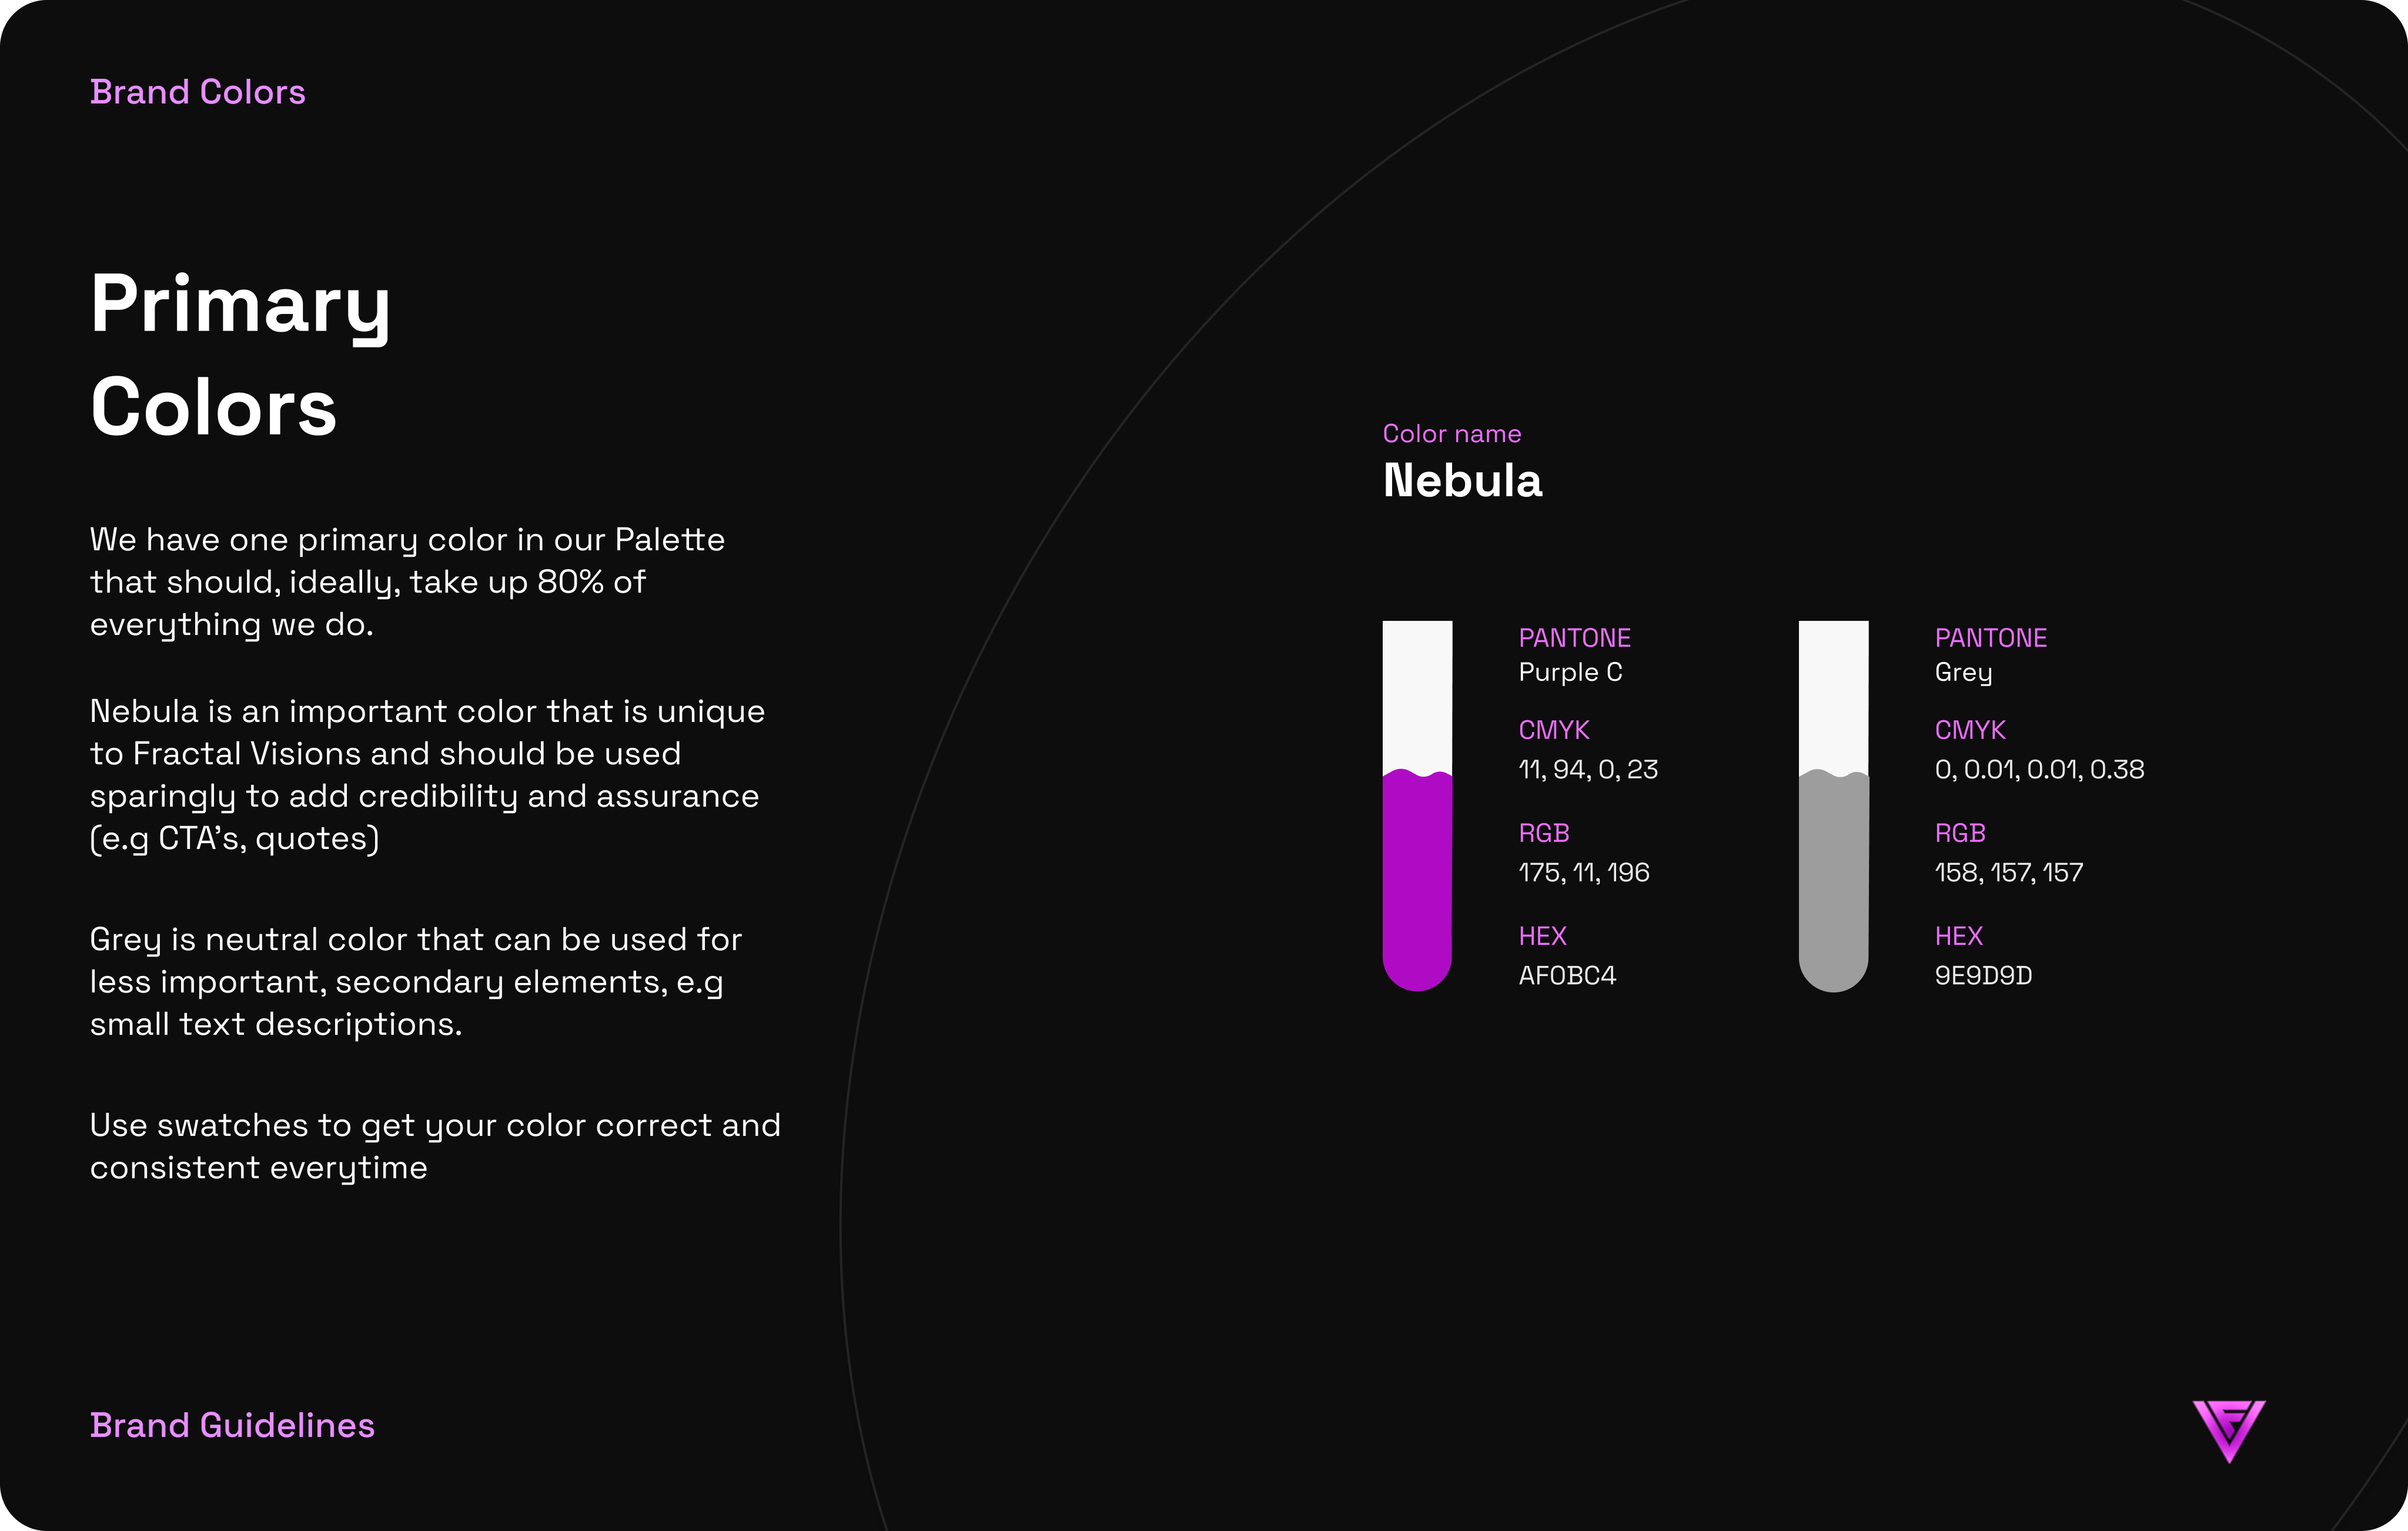 Brand Colors
Primary
Colors
We have one primary color in our Palette
that should, ideally, take up 80% of
everything we do.
Nebula is an important color that is unique
to Fractal Visions and should be used
sparingly to add credibility and assurance
(e.g CTA’s, quotes)
Grey is neutral color that can be used for
less important, secondary elements, e.g
small text descriptions.
Use swatches to get your color correct and
consistent everytime
Color name
Nebula
PANTONE
Purple C
CMYK
11, 94, 0, 23
RGB
175, 11, 196
HEX
AF0BC4
PANTONE
Grey
CMYK
0, 0.01, 0.01, 0.38
RGB
158, 157, 157
HEX
9E9D9D
Brand Guidelines